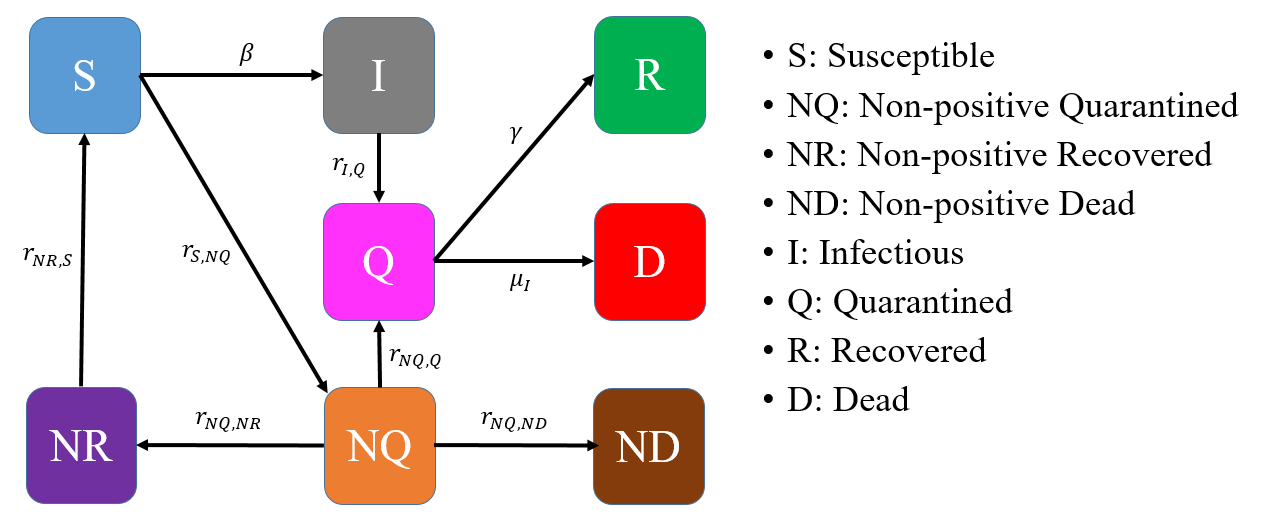 S
β
I
R
r_{I,Q}
γ
r_{NR,S}
r_{S,NQ}
Q
μ_I
D
r_{NQ,Q}
NR
r_{NQ,NR}
NQ
r_{NQ,ND}
ND
• S: Susceptible
• NQ: Non-positive Quarantined
• NR: Non-positive Recovered
• ND: Non-positive Dead
• I: Infectious
• Q: Quarantined
• R: Recovered
• D: Dead